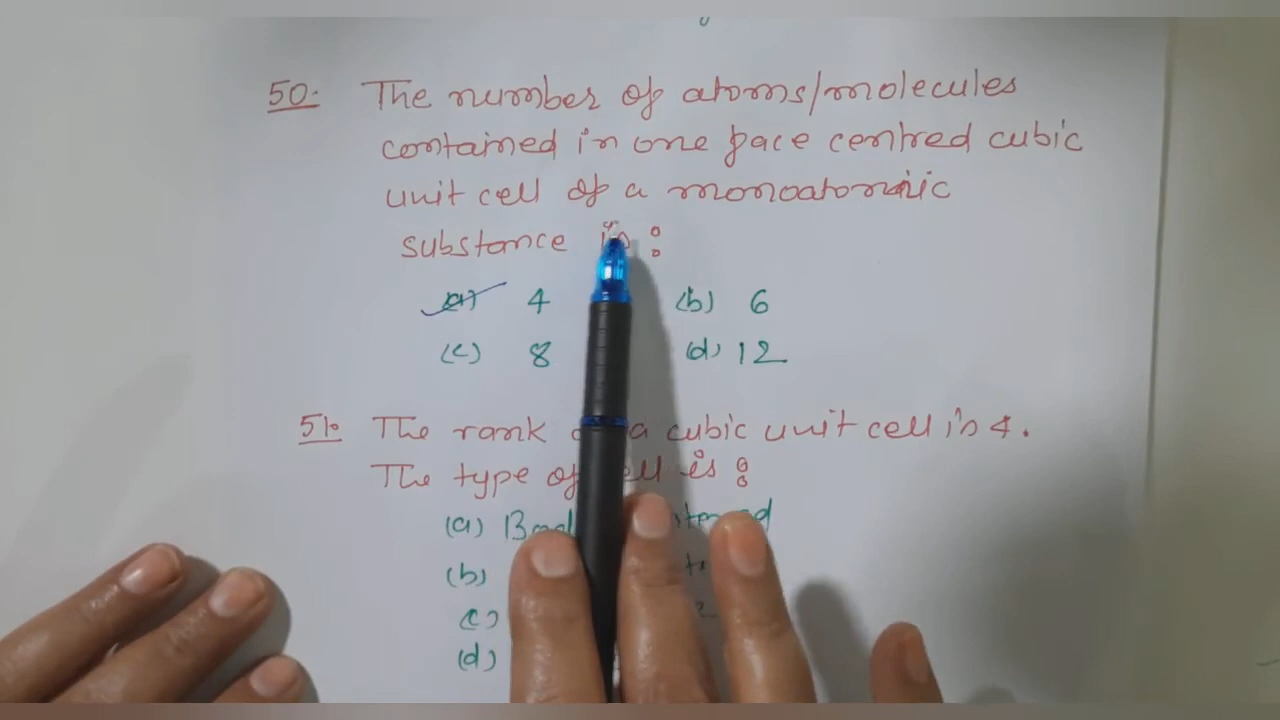 50. The number of atoms/molecules
contained in one face centred cubic
unit cell of a monoatomic
substance is :
(a) 4 (b) 6
(c) 8 (d) 12
51. The rank a cubic unit cell is 4.
The type of cell is :
(a)
(b)
(c)
(d)